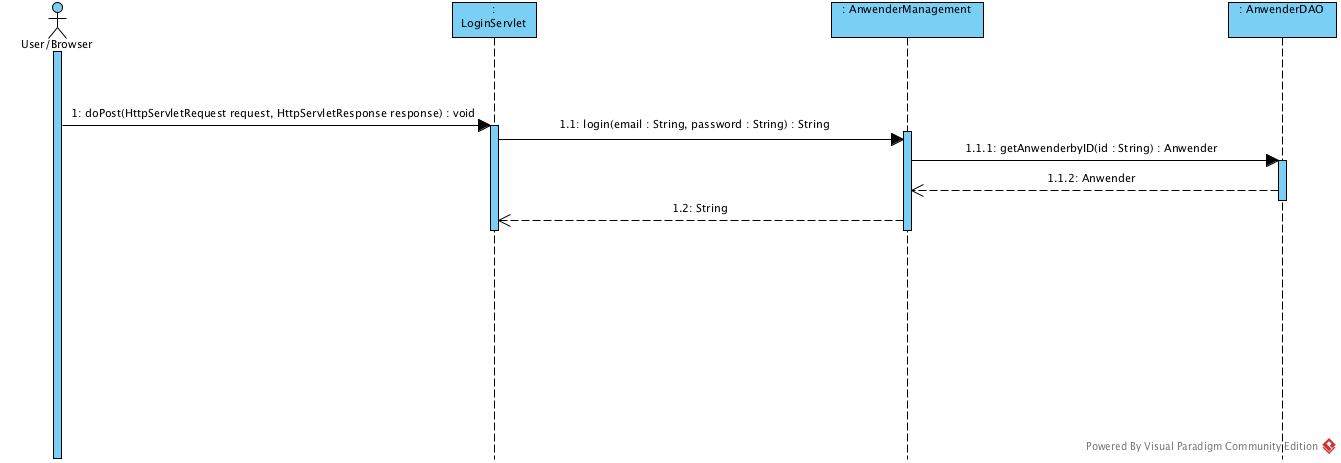 :
LoginServlet
: AnwenderManagement
: AnwenderDAO
User/Browser
1: doPost(HttpServletRequest request, HttpServletResponse response) : void
1.1: login(email : String, password : String) : String
1.1.1: getAnwenderbyID(id : String) : Anwender
1.1.2: Anwender
1.2: String
Powered By Visual Paradigm Community Edition